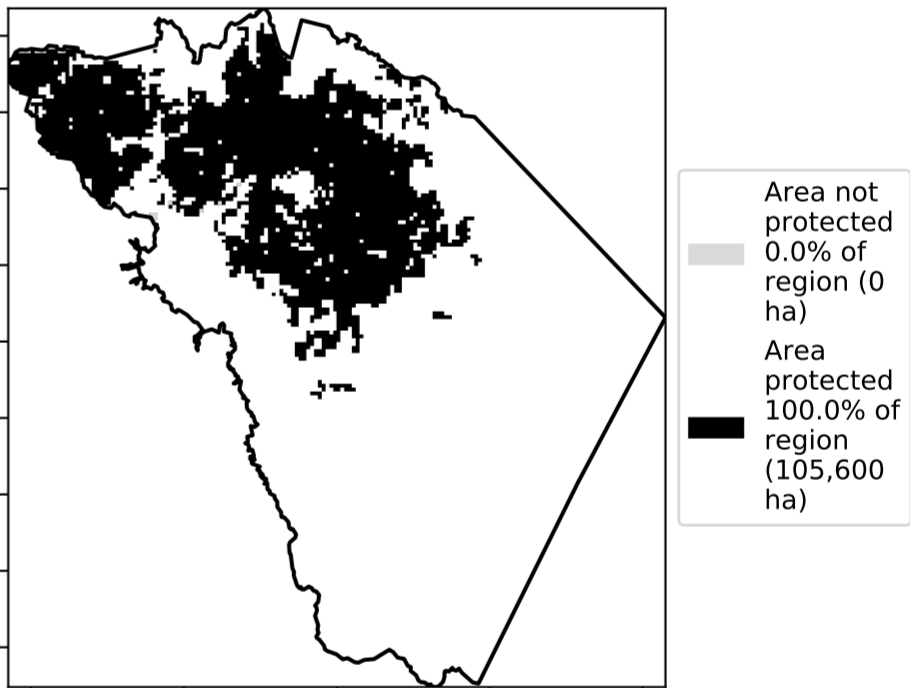 Area not
protected
0.0% of
region (0
ha)
Area
protected
100.0% of
region
(105,600
ha)